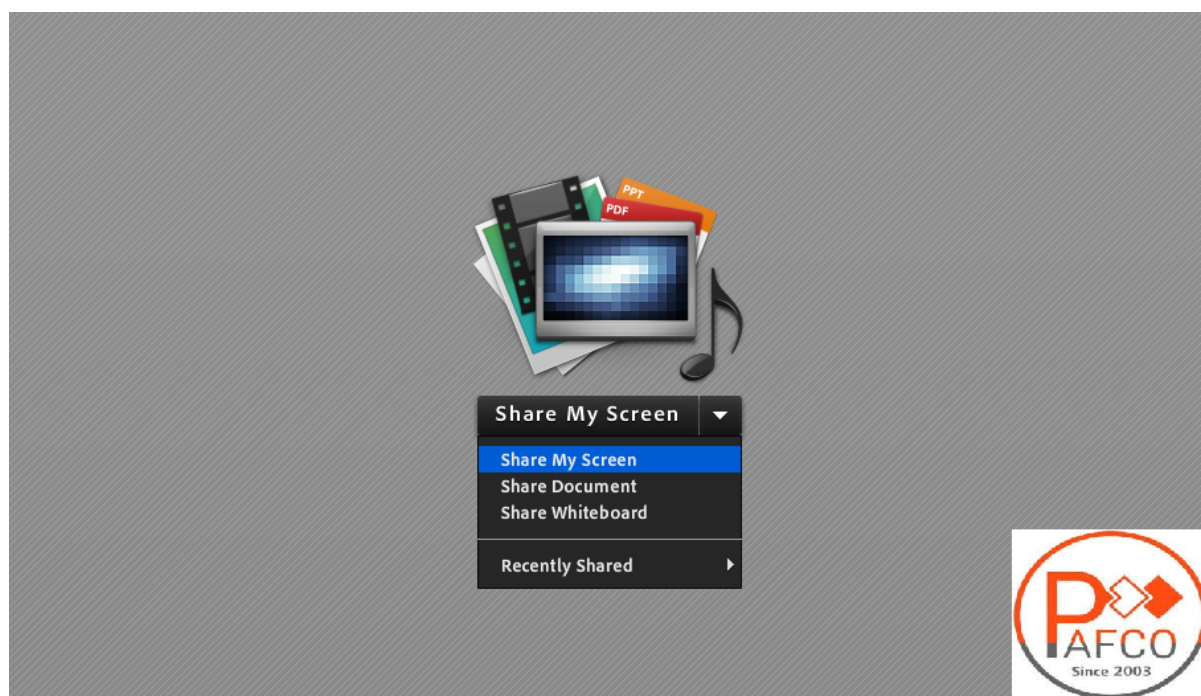 PPT
PDF
Share My Screen
Share My Screen
Share Document
Share Whiteboard
Recently Shared
PAFCO
Since 2003